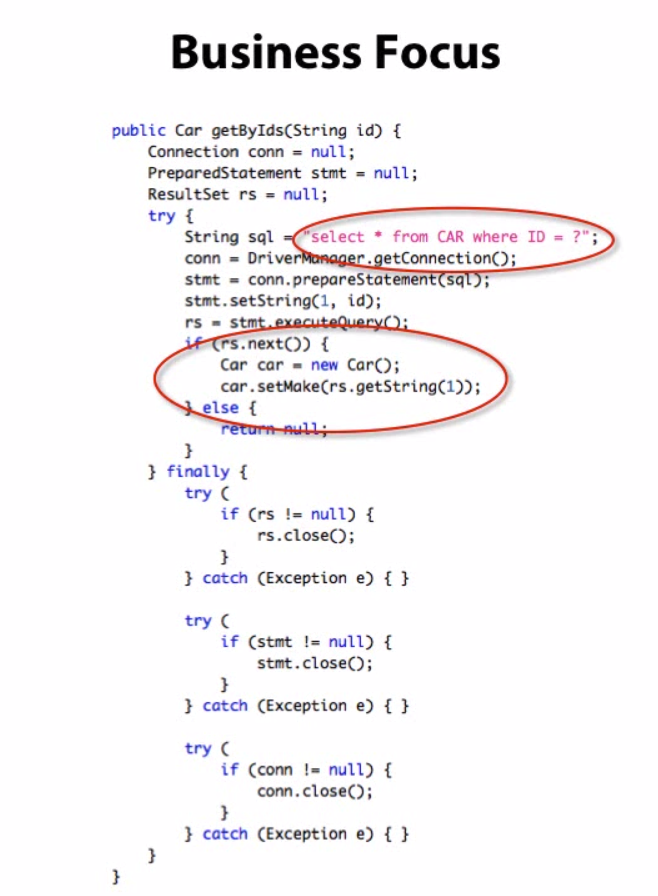 Business Focus
public Car getByIds(String id) {
Connection conn = null;
PreparedStatement stmt = null;
ResultSet rs = null;
try {
String sql = "select * from CAR where ID = ?";
conn = DriverManager.getConnection();
stmt = conn.prepareStatement(sql);
stmt.setString(1, id);
rs = stmt.executeQuery();
if (rs.next()) {
Car car = new Car();
car.setMake(rs.getString(1));
} else {
return null;
}
} finally {
try (
if (rs != null) {
rs.close();
}
} catch (Exception e) { }
try (
if (stmt != null) {
stmt.close();
}
} catch (Exception e) { }
try (
if (conn != null) {
conn.close();
}
} catch (Exception e) { }
}
}